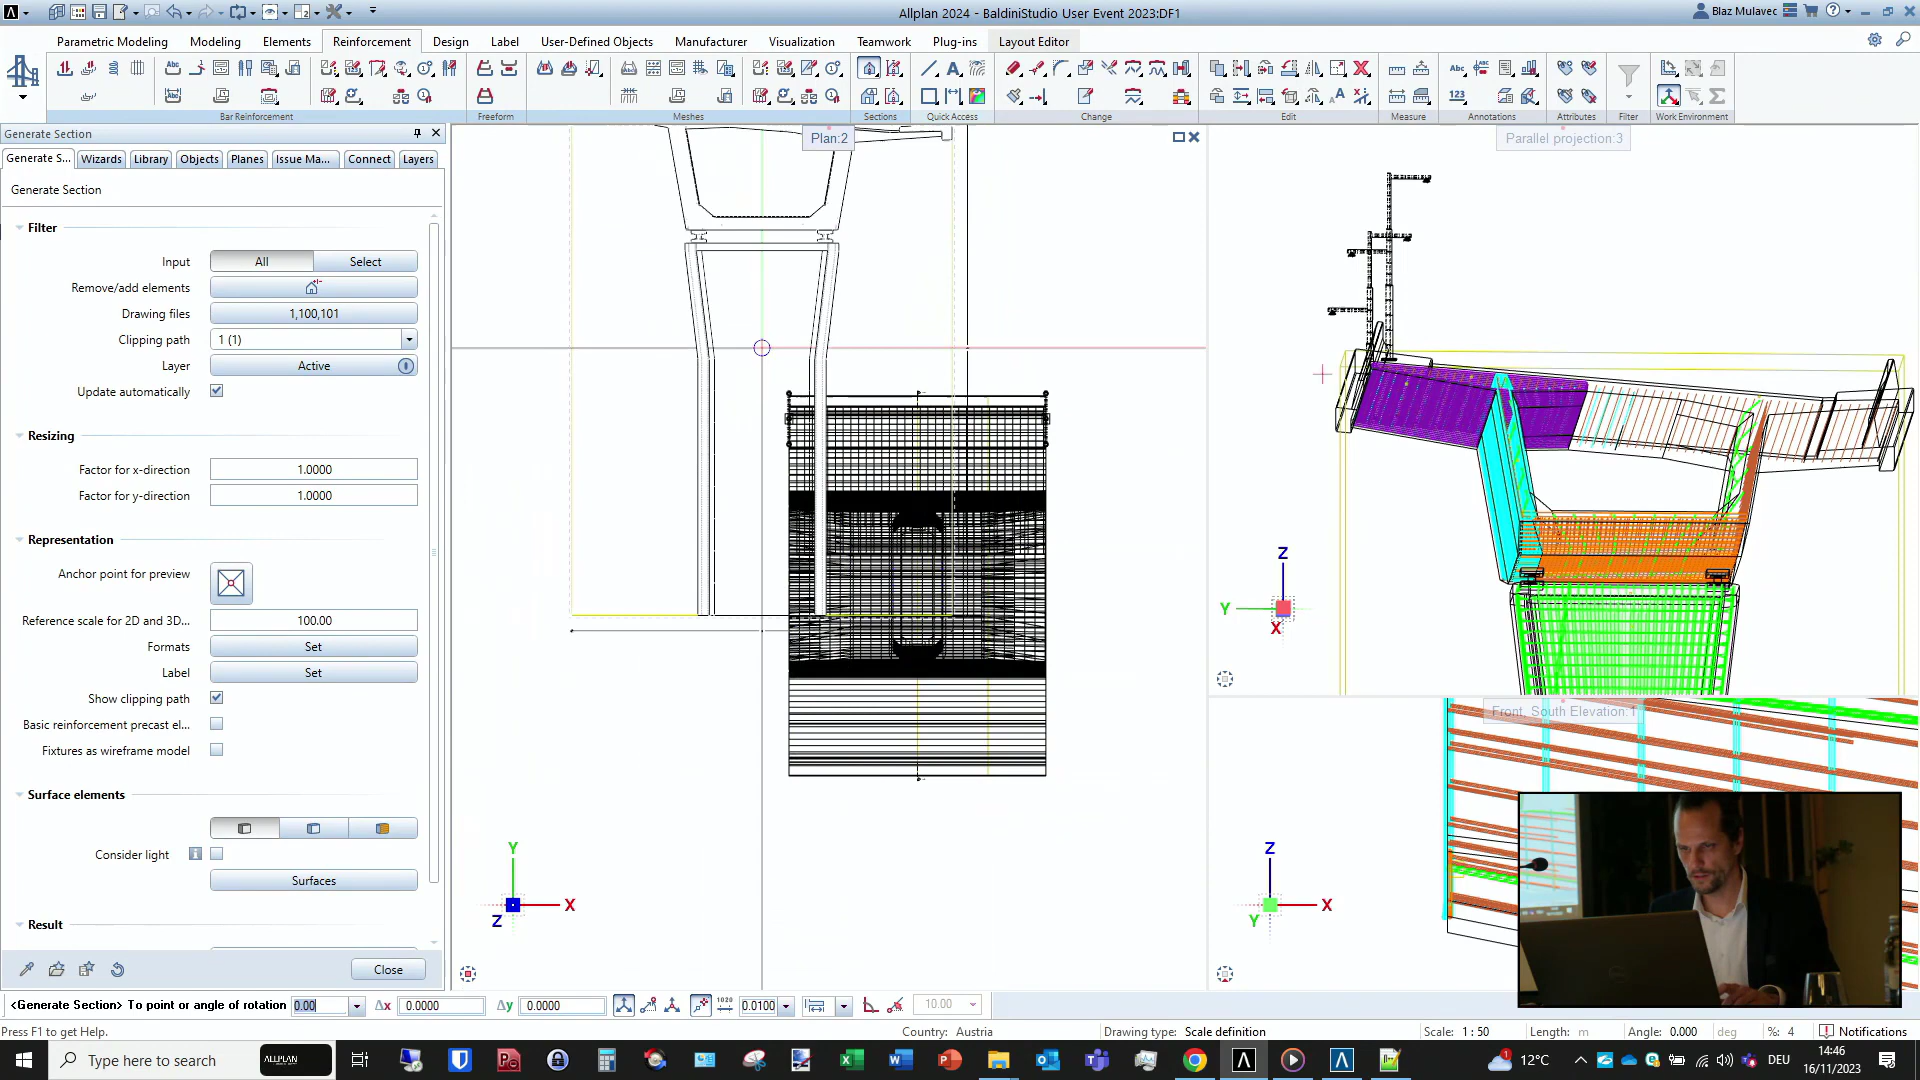 Allplan 2024 - BaldiniStudio User Event 2023:DF1
Blaz Mulavec
Parametric Modeling
Modeling
Elements
Reinforcement
Design
Label
User-Defined Objects
Manufacturer
Visualization
Teamwork
Plug-ins
Layout Editor
Bar Reinforcement
Freeform
Meshes
Sections
Quick Access
Change
Edit
Measure
Annotations
Attributes
Filter
Work Environment
Generate Section
Generate S...
Wizards
Library
Objects
Planes
Issue Ma...
Connect
Layers
Generate Section
Filter
Input All Select
Remove/add elements
Drawing files 1,100,101
Clipping path 1 (1)
Layer Active
Update automatically
Resizing
Factor for x-direction 1.0000
Factor for y-direction 1.0000
Representation
Anchor point for preview
Reference scale for 2D and 3D... 100.00
Formats Set
Label Set
Show clipping path
Basic reinforcement precast el...
Fixtures as wireframe model
Surface elements
Consider light
Surfaces
Result
Close
Plan:2
Parallel projection:3
Front, South Elevation:1
Y
X
Z
Z
Y
X
Z
X
Y
<Generate Section> To point or angle of rotation 0.00 Δx 0.0000 Δy 0.0000 1020 0.0100 10.00
Press F1 to get Help.
Country: Austria
Drawing type: Scale definition
Scale: 1 : 50
Length: m
Angle: 0.000 deg
%: 4
Notifications
Type here to search
ALLPLAN
12°C
DEU
14:46
16/11/2023